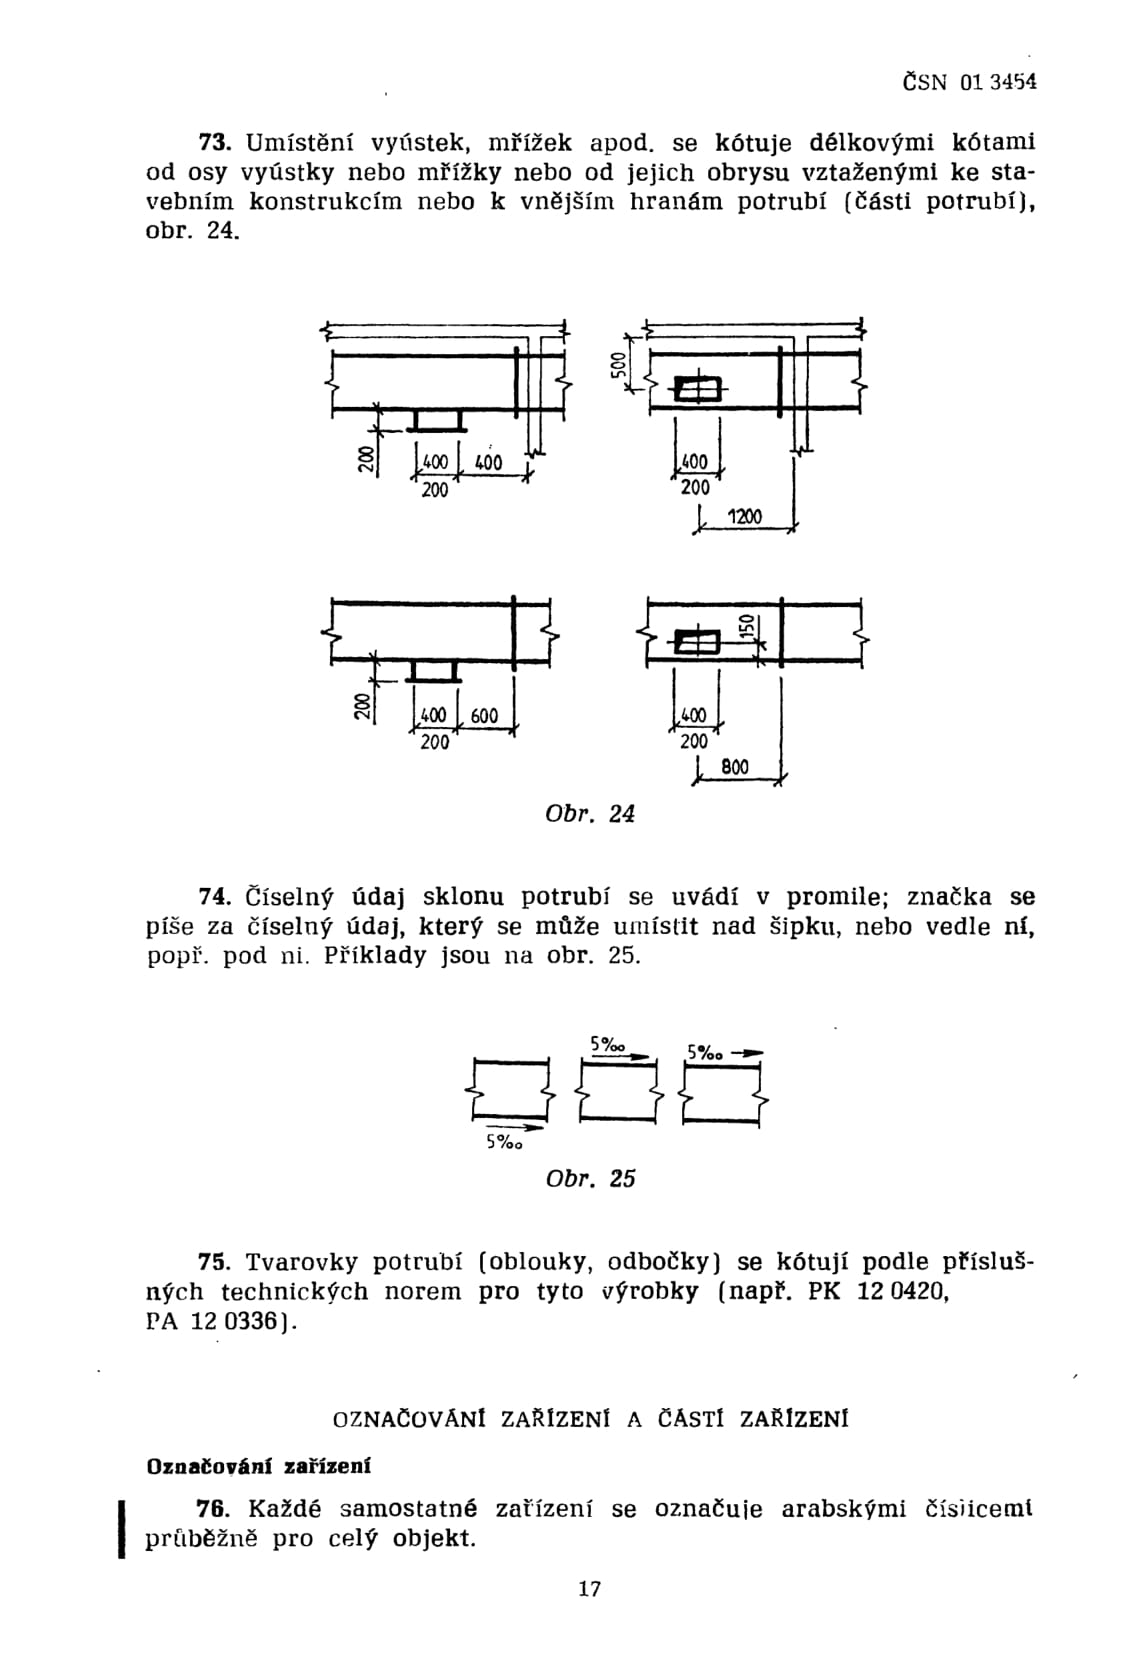 ČSN 01 3454
73. Umístění vyústek, mřížek apod. se kótuje délkovými kótami
od osy vyústky nebo mřížky nebo od jejich obrysu vztaženými ke sta-
vebním konstrukcím nebo k vnějším hranám potrubí (části potrubí),
obr. 24.
500
200
400 400
200
400
200
1200
150
200
400 600
200
400
200
800
Obr. 24
74. Číselný údaj sklonu potrubí se uvádí v promile; značka se
píše za číselný údaj, který se může umístit nad šipku, nebo vedle ní,
popř. pod ni. Příklady jsou na obr. 25.
5‰
5‰
5‰
Obr. 25
75. Tvarovky potrubí (oblouky, odbočky) se kótují podle přísluš-
ných technických norem pro tyto výrobky (např. PK 12 0420,
PA 12 0336).
OZNAČOVÁNÍ ZAŘÍZENÍ A ČÁSTÍ ZAŘÍZENÍ
Označování zařízení
76. Každé samostatné zařízení se označuje arabskými číslicemi
průběžně pro celý objekt.
17